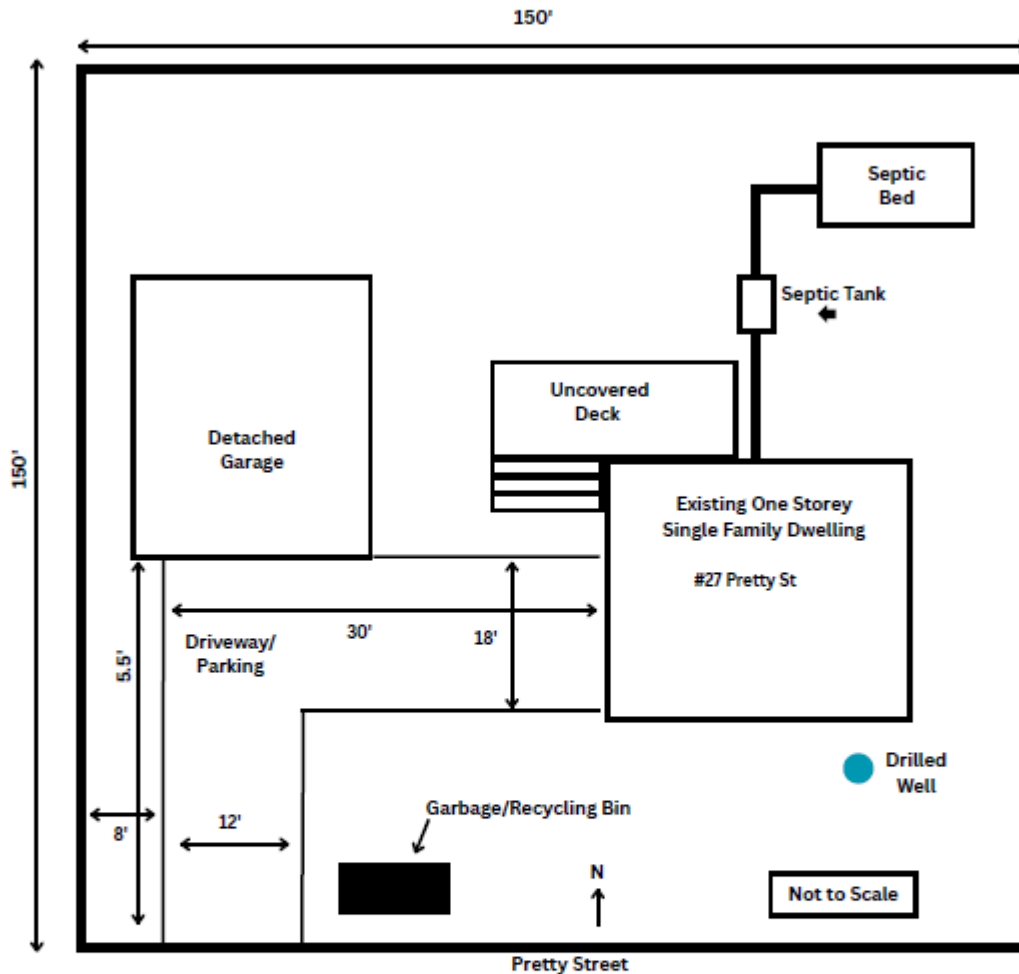 150'
Septic
Bed
Septic Tank
150'
Uncovered
Deck
Detached
Garage
Existing One Storey
Single Family Dwelling
#27 Pretty St
30'
18'
Driveway/
Parking
5.5'
Drilled
Well
Garbage/Recycling Bin
8'
12'
N
Not to Scale
Pretty Street